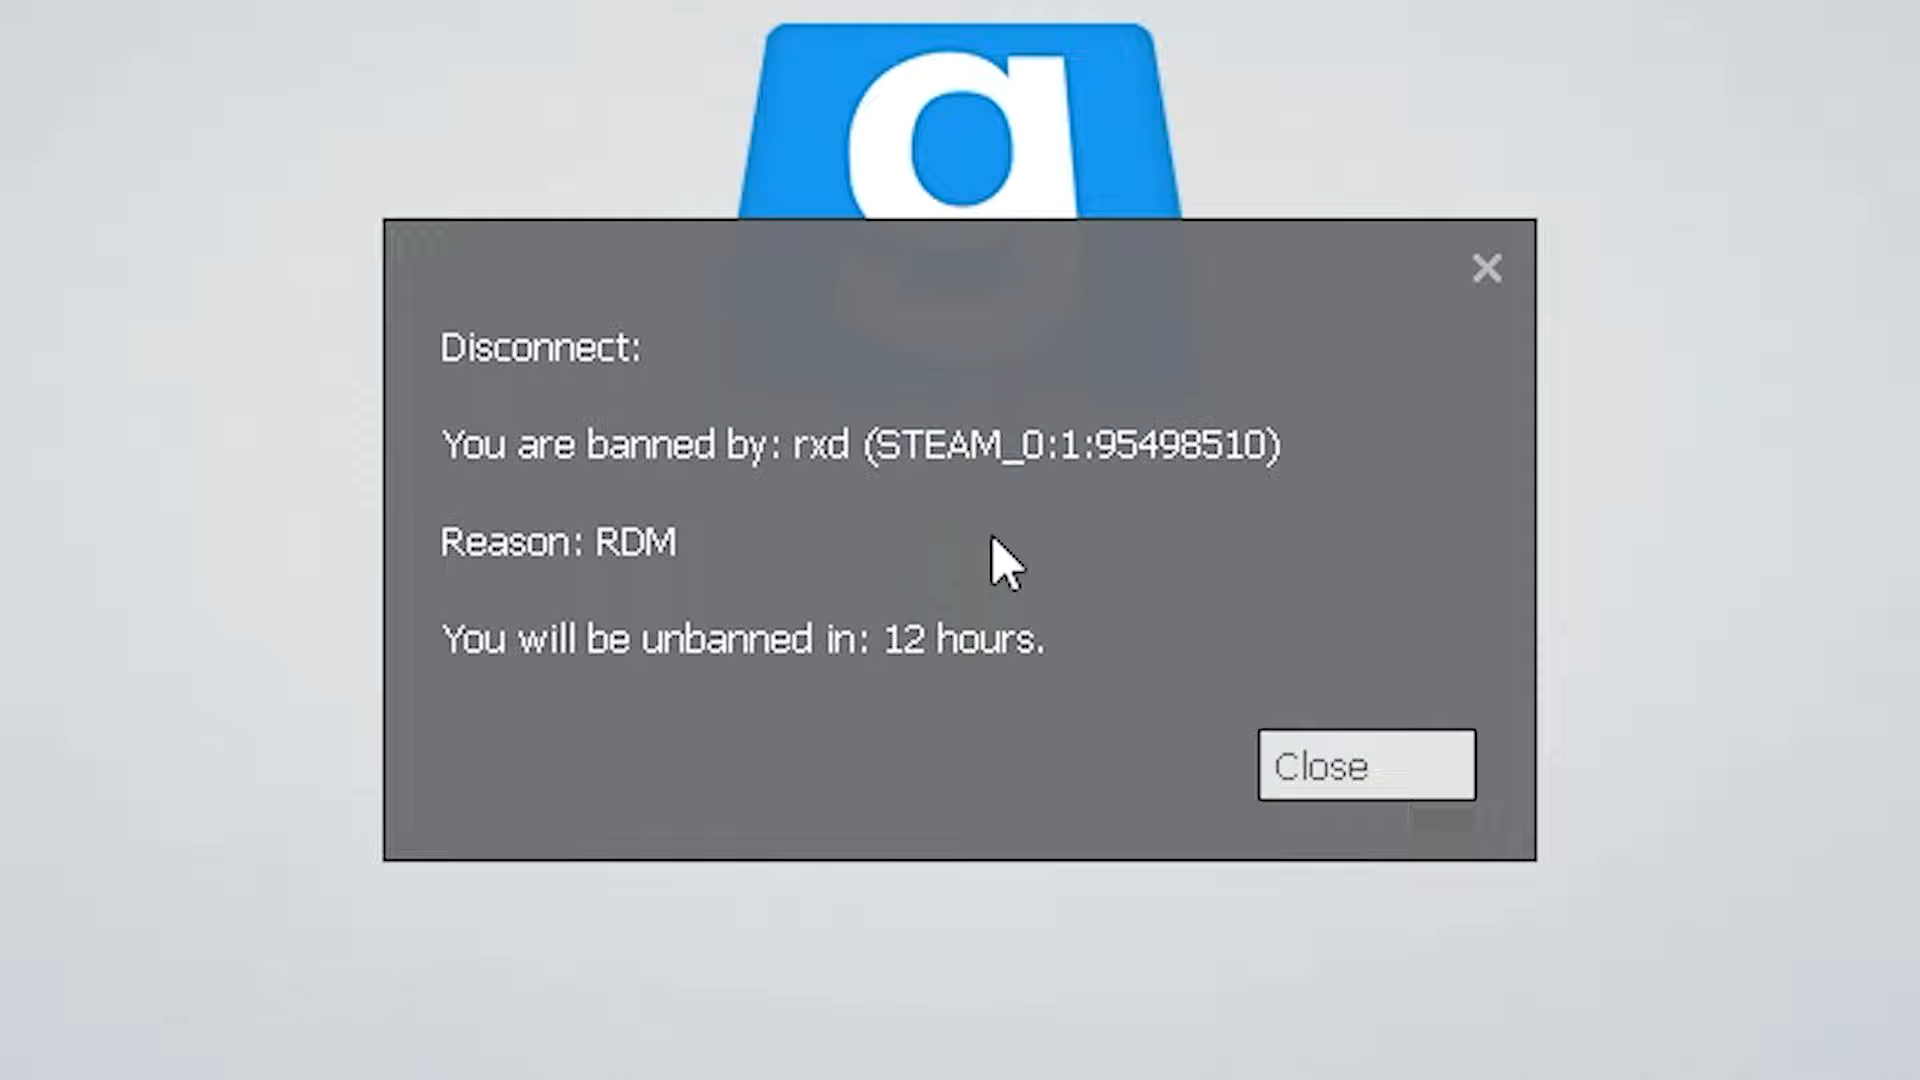 g
Disconnect:
You are banned by: rxd (STEAM_0:1:95498510)
Reason: RDM
You will be unbanned in: 12 hours.
Close